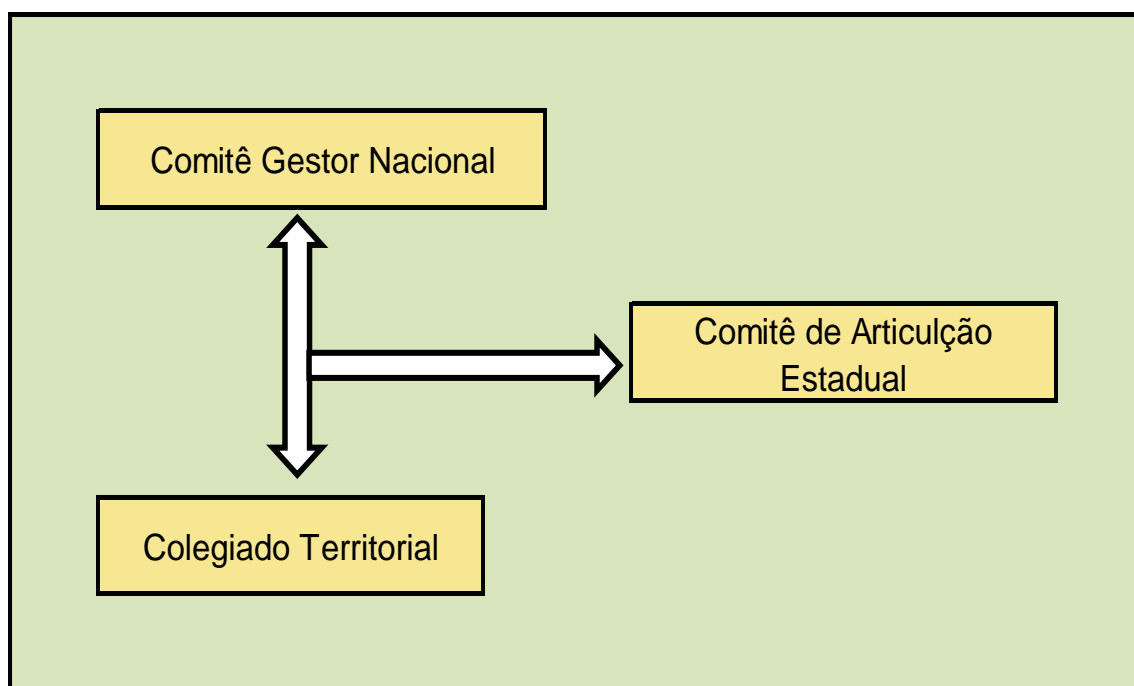 Comitê Gestor Nacional
Comitê de Articulção
Estadual
Colegiado Territorial